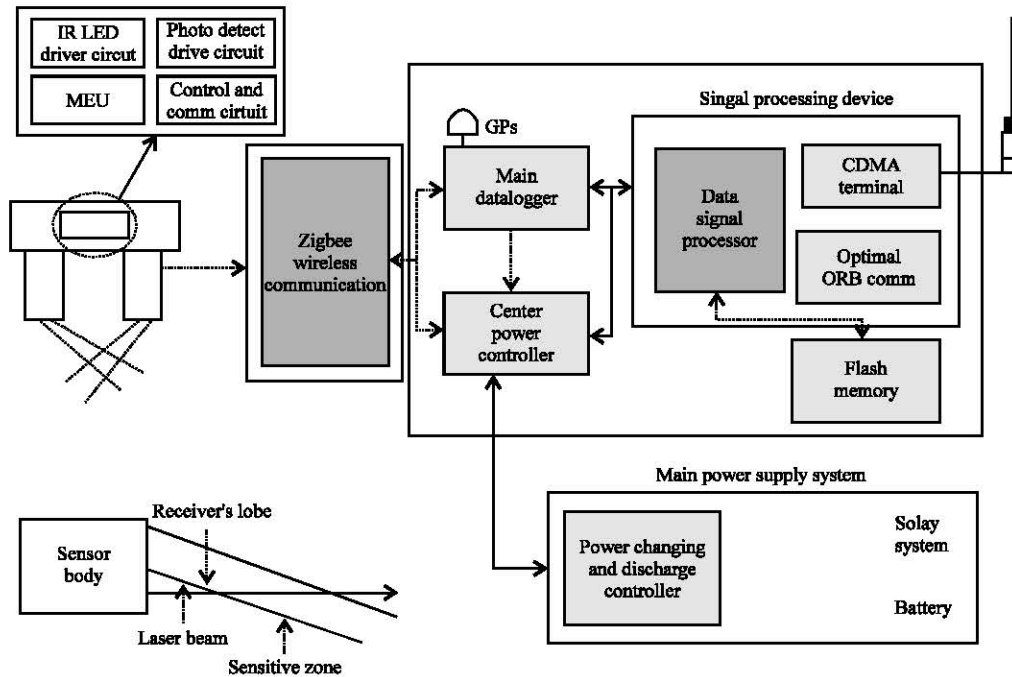 IR LED
driver circut
Photo detect
drive circuit
MEU
Control and
comm cirtuit
Singal processing device
GPs
Main
datalogger
Data
signal
processor
CDMA
terminal
Zigbee
wireless
communication
Optimal
ORB comm
Center
power
controller
Flash
memory
Main power supply system
Receiver's lobe
Sensor
body
Power changing
and discharge
controller
Solay
system
Battery
Laser beam
Sensitive zone